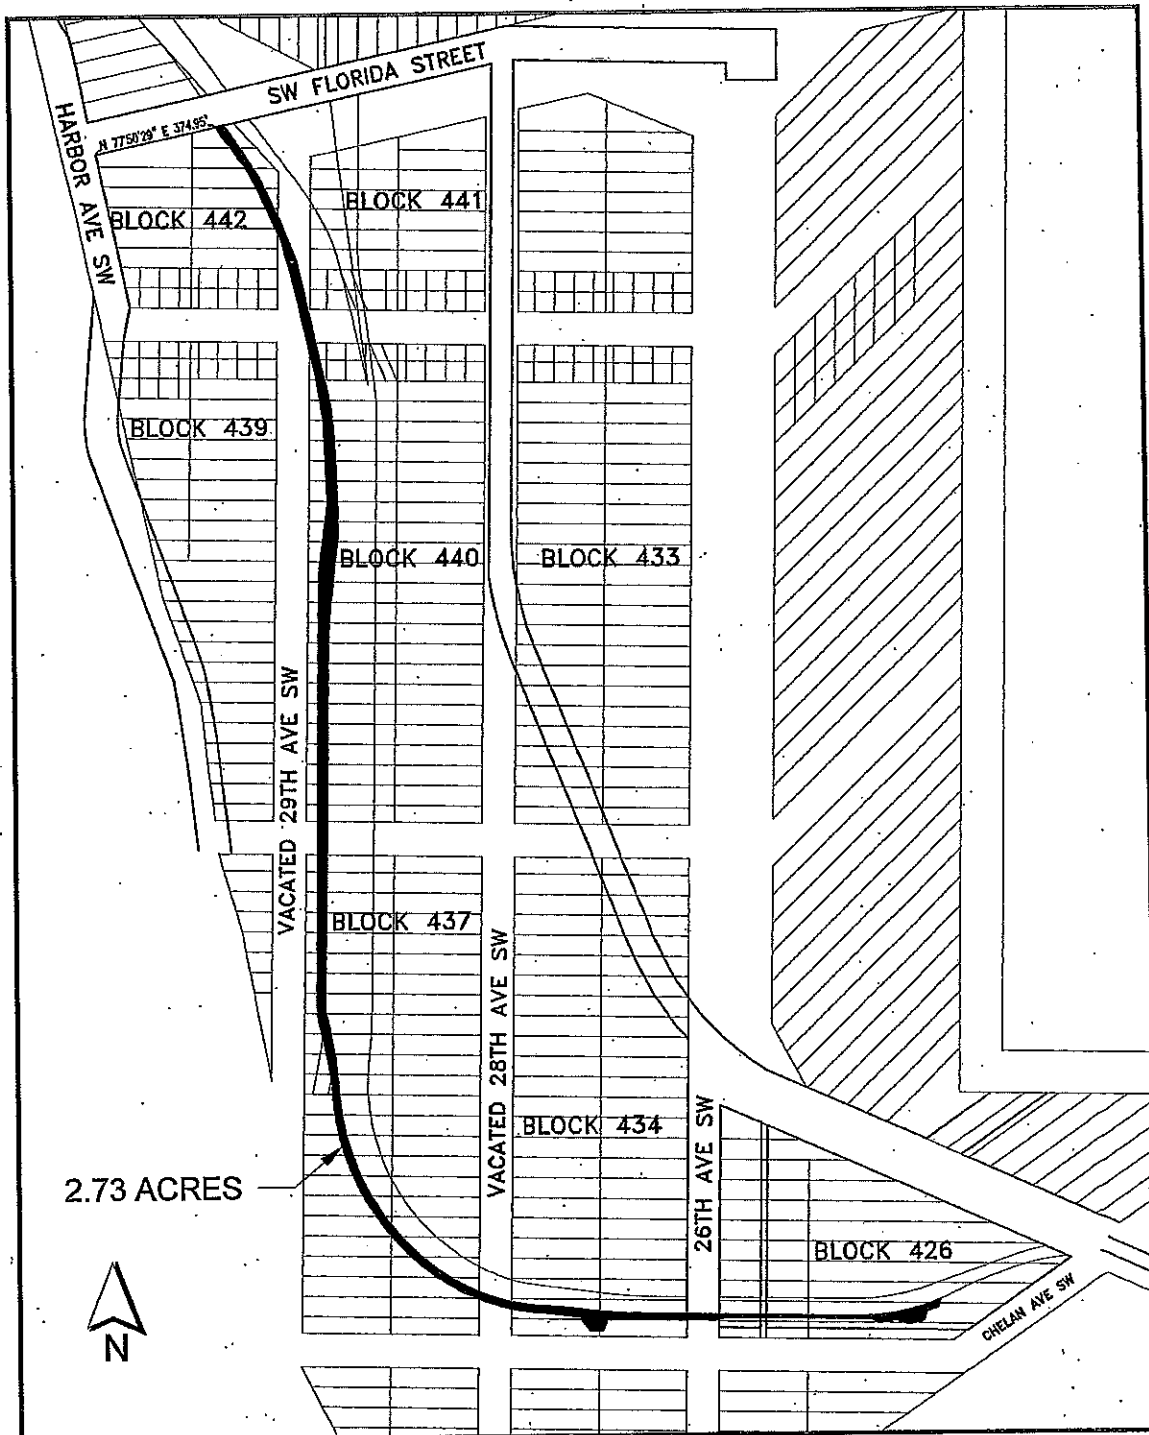 SW FLORIDA STREET
HARBOR AVE SW
N 77°50'29" E 374.95'
BLOCK 442
BLOCK 441
BLOCK 439
BLOCK 440
BLOCK 433
VACATED 29TH AVE SW
BLOCK 437
VACATED 28TH AVE SW
BLOCK 434
26TH AVE SW
2.73 ACRES
BLOCK 426
CHELAN AVE SW
N